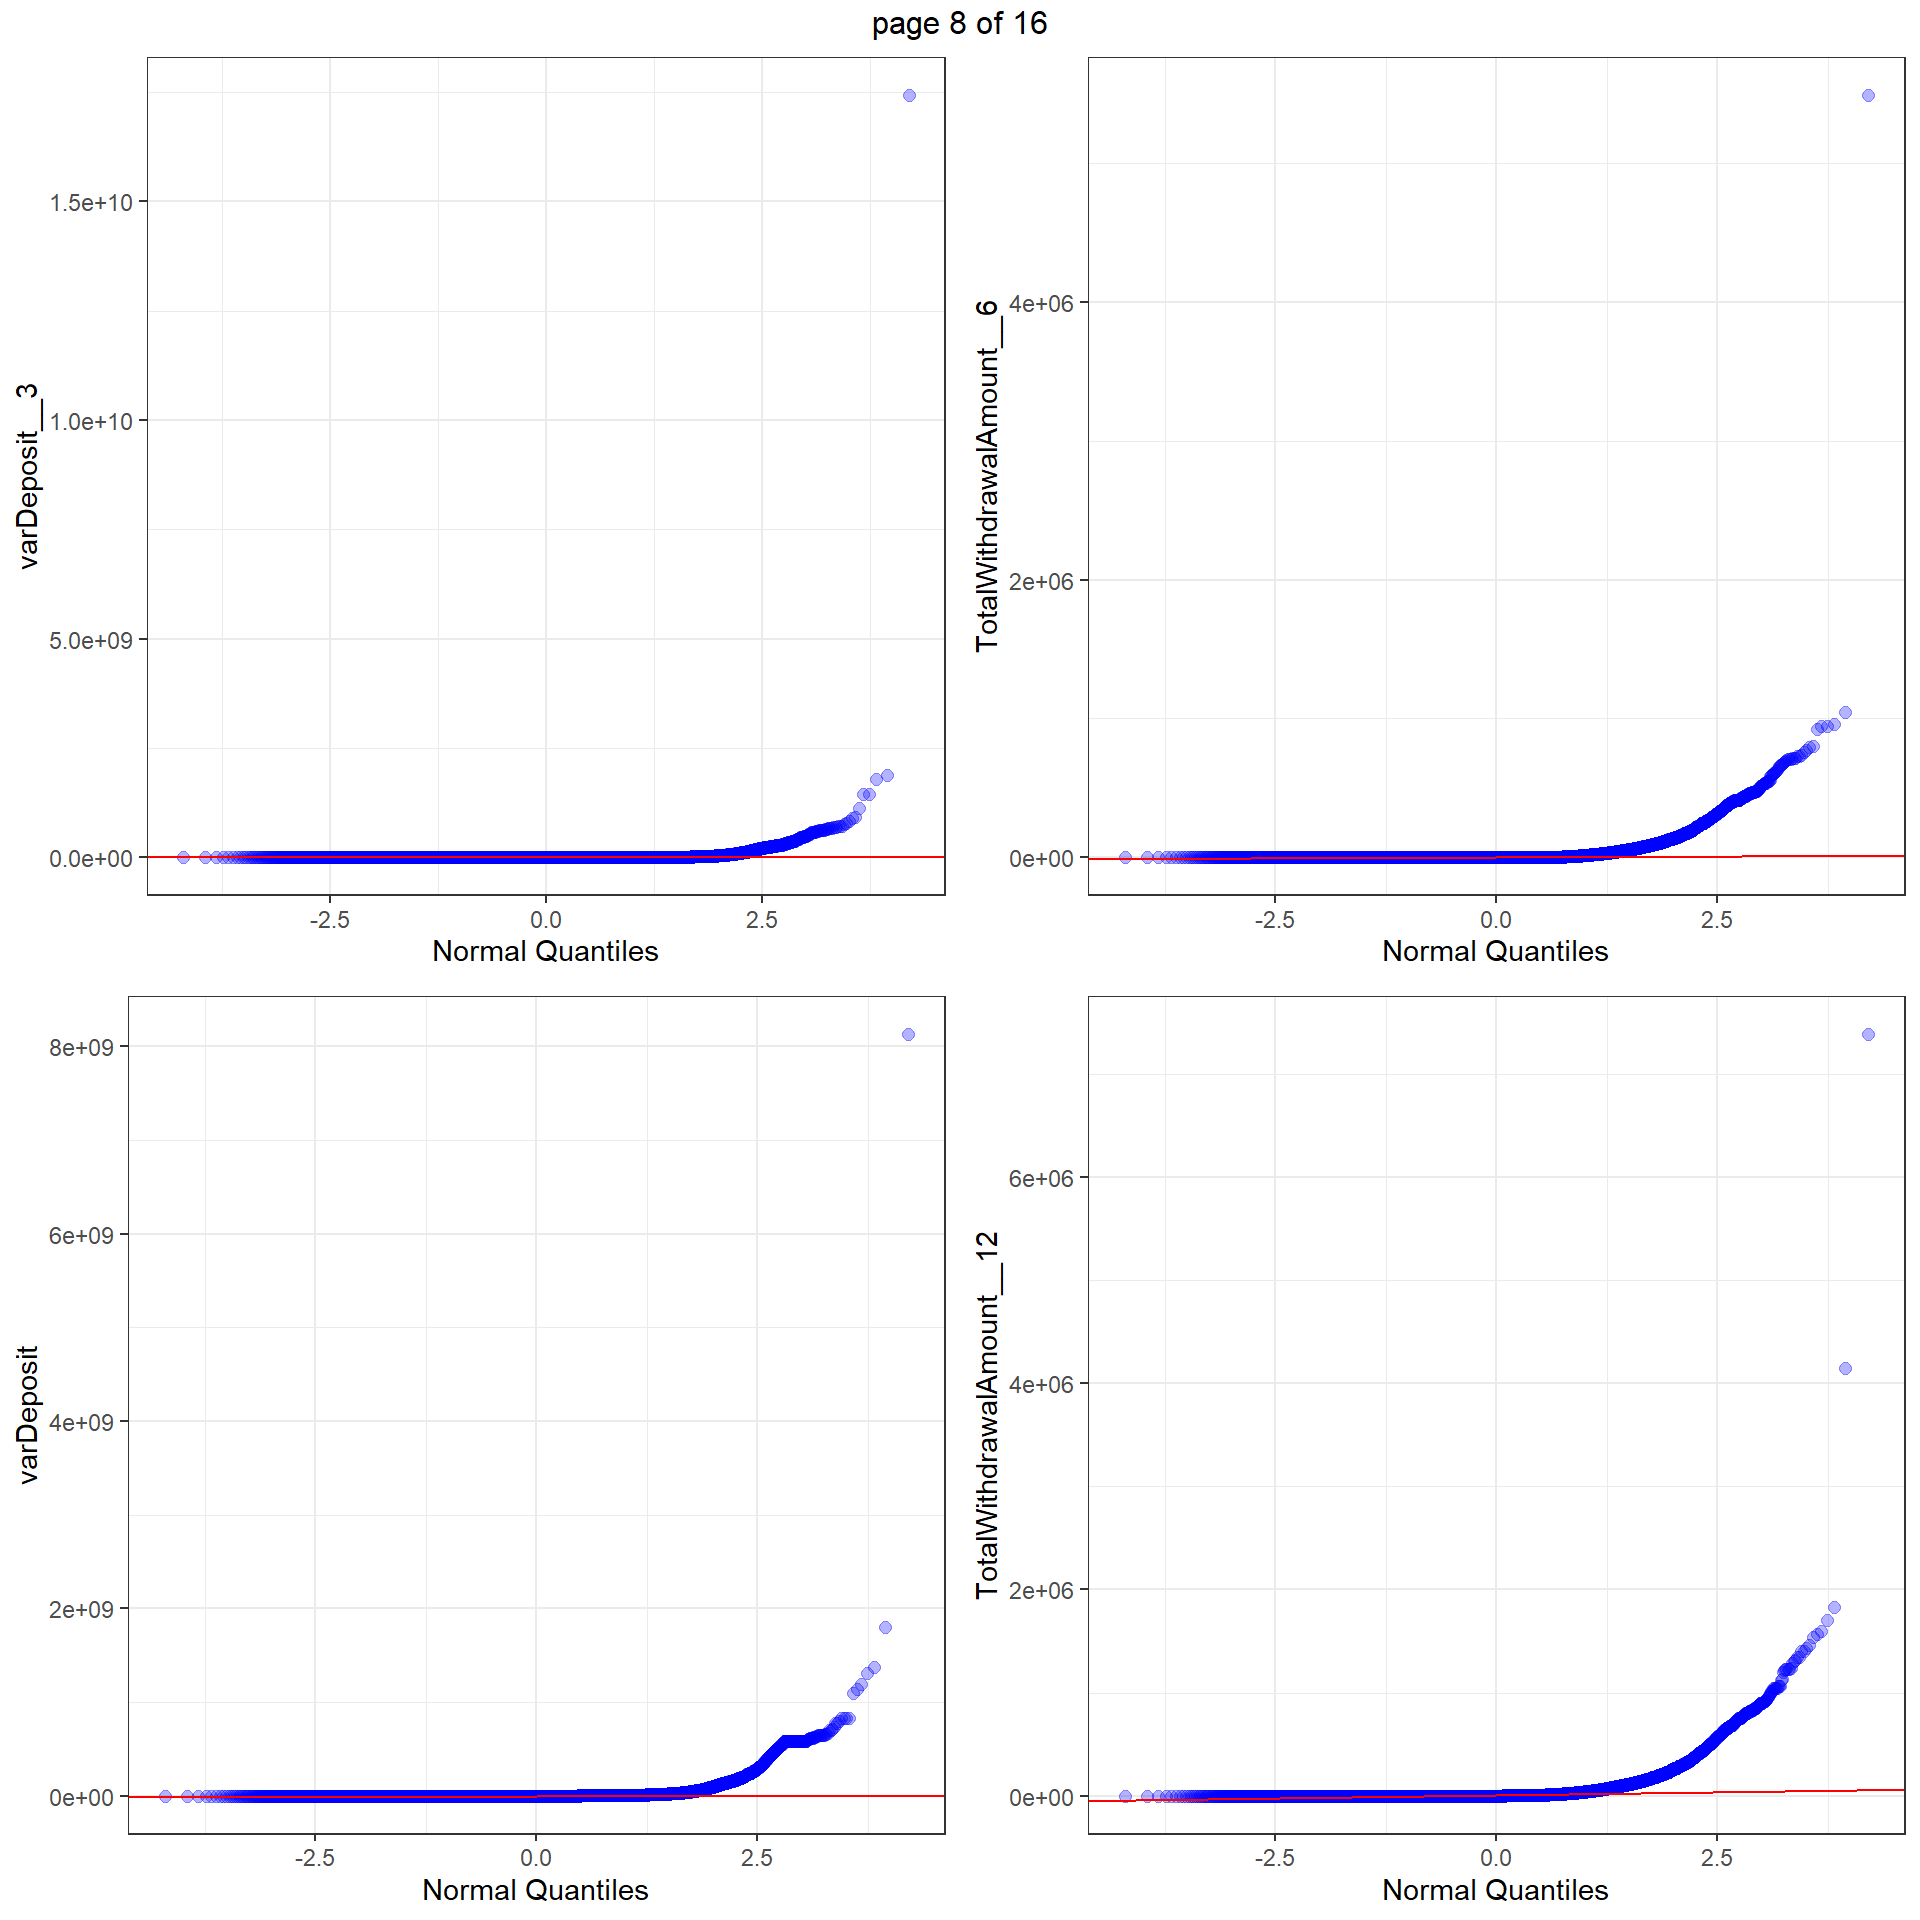 page 8 of 16
varDeposit__3
1.5e+10
1.0e+10
5.0e+09
0.0e+00
-2.5 0.0 2.5
Normal Quantiles
TotalWithdrawalAmount__6
4e+06
2e+06
0e+00
-2.5 0.0 2.5
Normal Quantiles
varDeposit
8e+09
6e+09
4e+09
2e+09
0e+00
-2.5 0.0 2.5
Normal Quantiles
TotalWithdrawalAmount__12
6e+06
4e+06
2e+06
0e+00
-2.5 0.0 2.5
Normal Quantiles